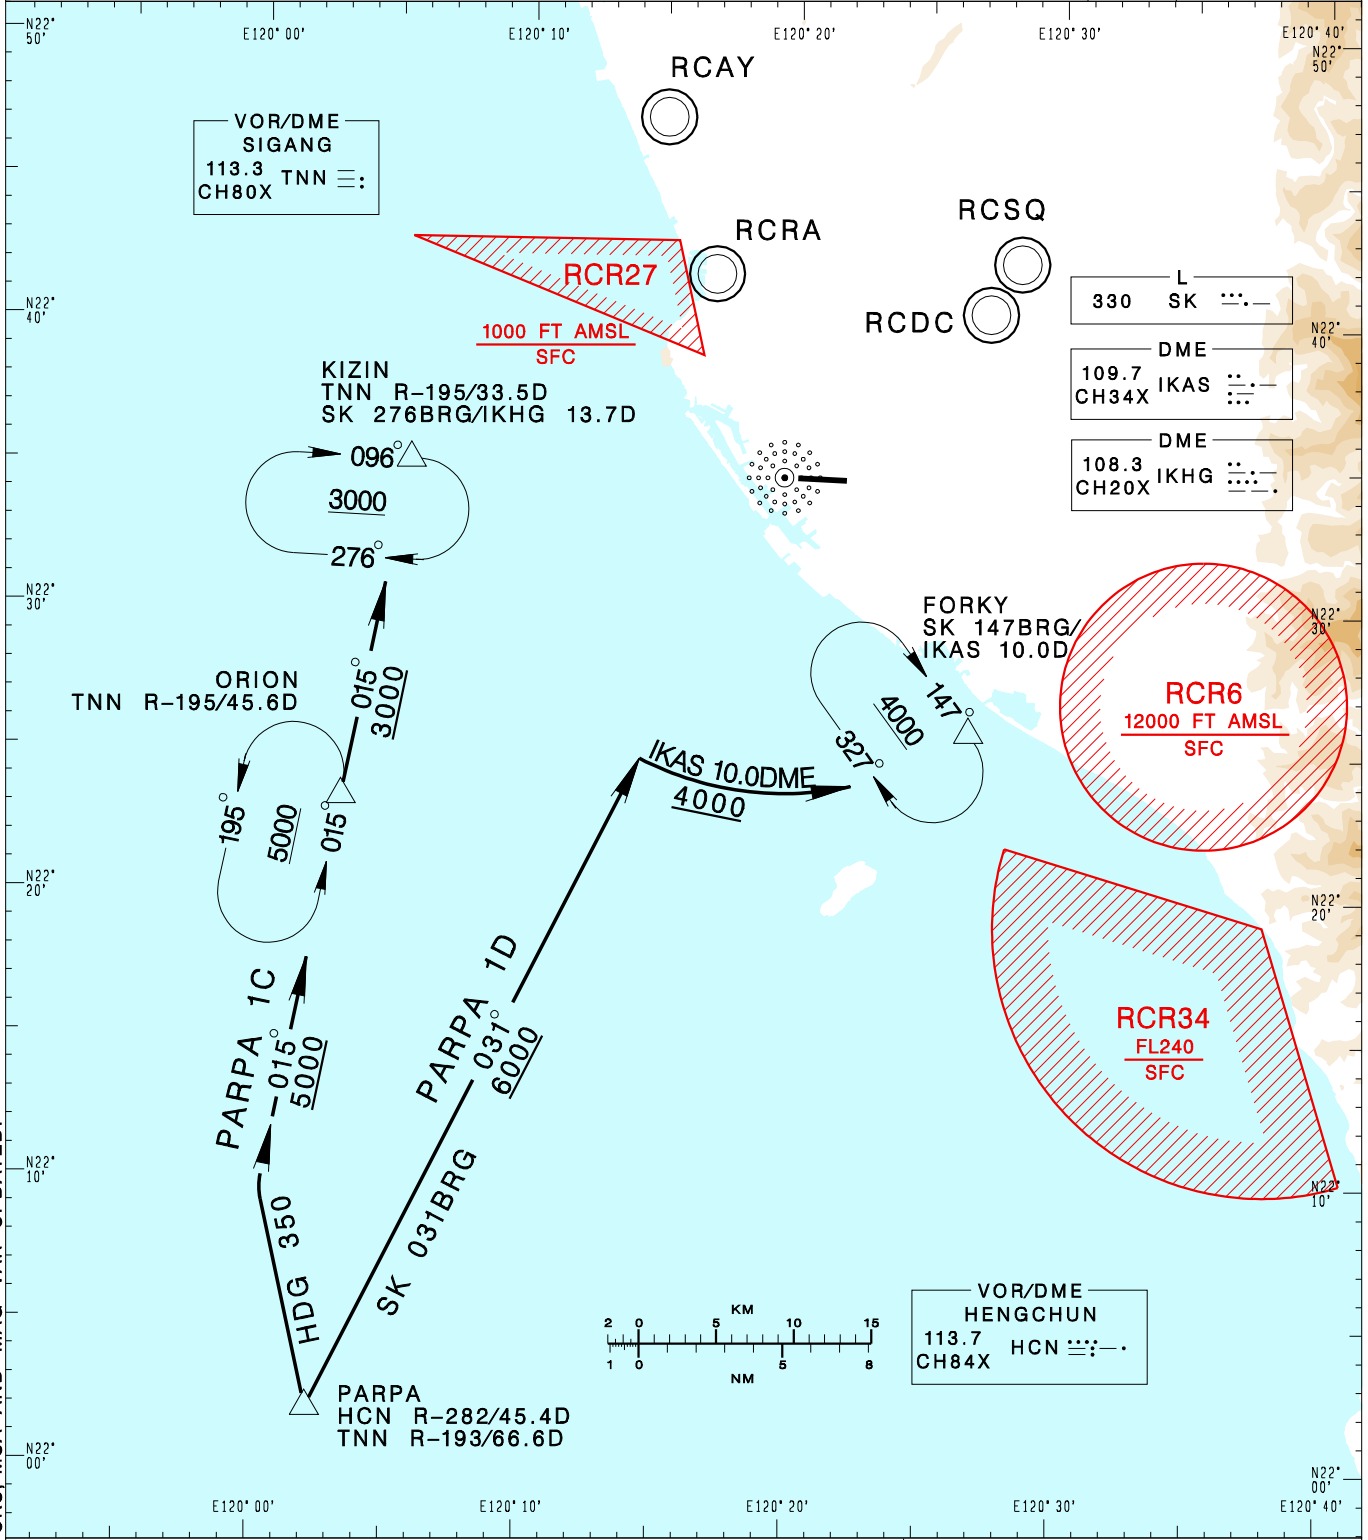 N22°
50'
E120° 00'
E120° 10'
E120° 20'
E120° 30'
E120° 40'
N22°
50'
RCAY
VOR/DME
SIGANG
113.3
CH80X
TNN
RCSQ
RCRA
RCR27
L
330 SK
RCDC
N22°
40'
N22°
40'
1000 FT AMSL
SFC
DME
109.7
CH34X
IKAS
KIZIN
TNN R-195/33.5D
SK 276BRG/IKHG 13.7D
DME
108.3
CH20X
IKHG
096°
3000
276°
N22°
30'
FORKY
SK 147BRG/
IKAS 10.0D
N22°
30'
ORION
TNN R-195/45.6D
015°
3000
147°
4000
327°
RCR6
12000 FT AMSL
SFC
IKAS 10.0DME
4000
195°
5000
015°
N22°
20'
N22°
20'
PARPA 1C
015°
5000
PARPA 1D
031°
6000
RCR34
FL240
SFC
N22°
10'
N22°
10'
HDG 350
SK 031BRG
VOR/DME
HENGCHUN
113.7
CH84X
HCN
KM
2 0 5 10 15
1 0 5 8
NM
PARPA
HCN R-282/45.4D
TNN R-193/66.6D
N22°
00'
N22°
00'
E120° 00'
E120° 10'
E120° 20'
E120° 30'
E120° 40'